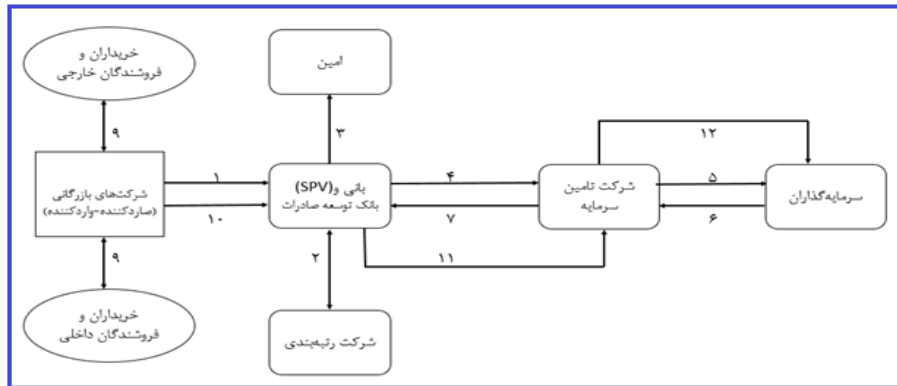 خریداران و
فروشندگان خارجی
امین
۹
۳
۱۲
شرکت‌های بازرگانی
(صادرکننده-واردکننده)
۱
۱۰
بانی و(SPV)
بانک توسعه صادرات
۴
۷
شرکت تامین
سرمایه
۵
۶
سرمایه‌گذاران
۹
۲
۱۱
خریداران و
فروشندگان داخلی
شرکت رتبه‌بندی